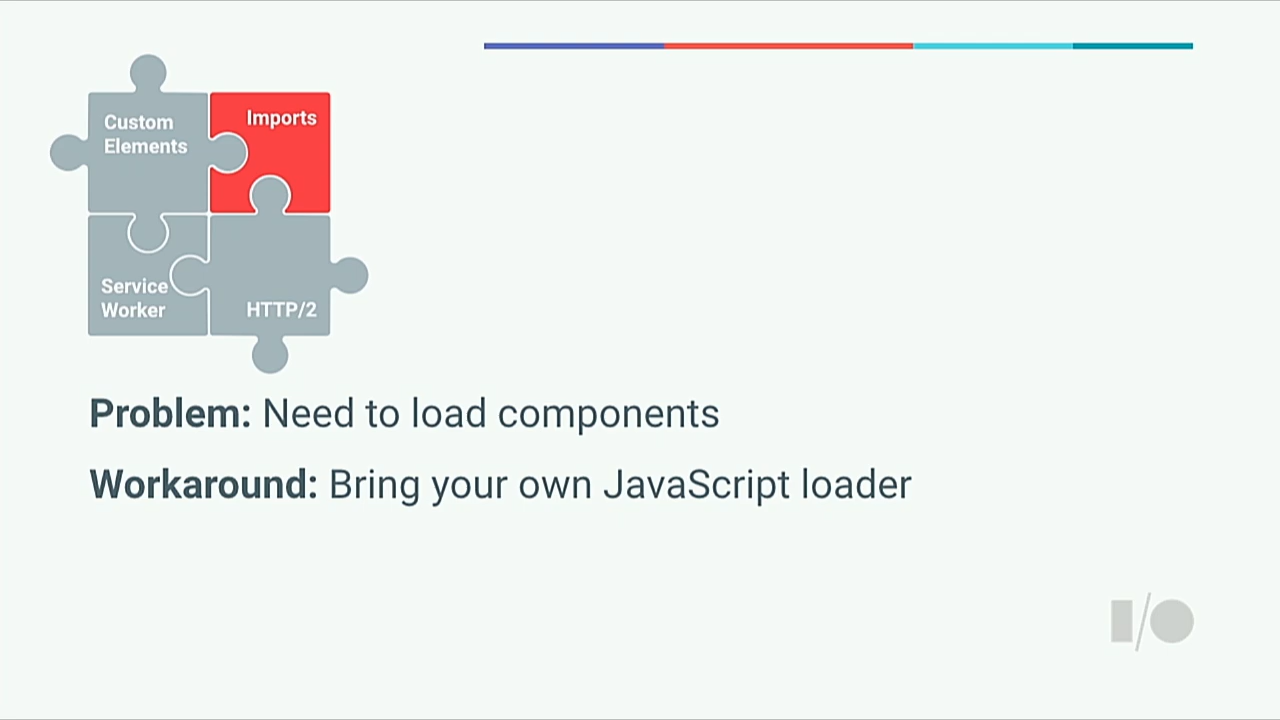 Custom
Elements
Imports
Service
Worker
HTTP/2
Problem: Need to load components
Workaround: Bring your own JavaScript loader
I/O